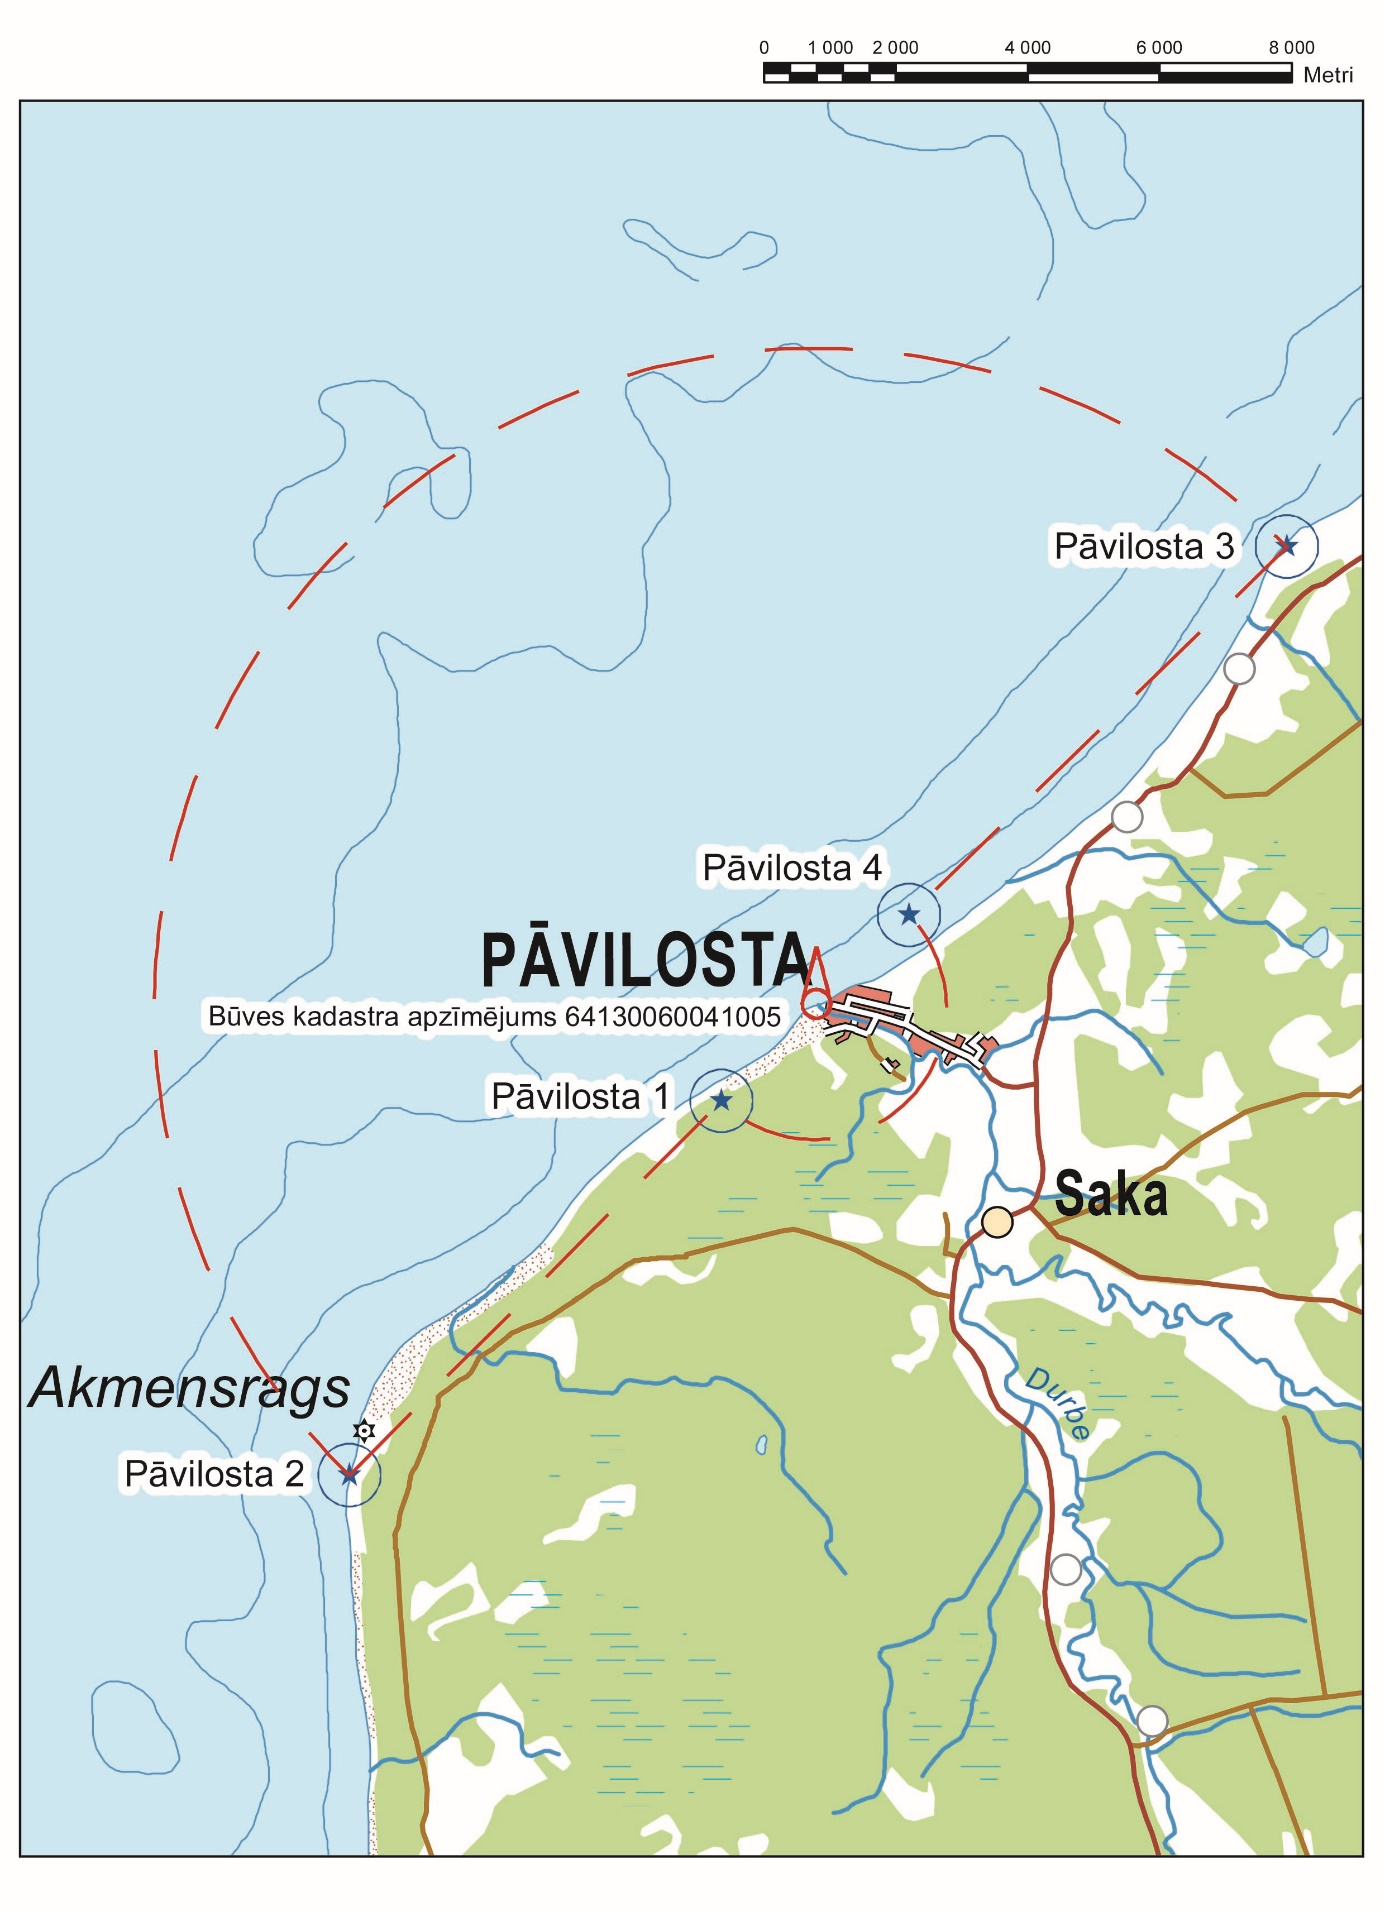 0 1 000 2 000 4 000 6 000 8 000
Metri
Pāvilosta 3
Pāvilosta 4
PĀVILOSTA
Būves kadastra apzīmējums 64130060041005
Pāvilosta 1
Saka
Akmensrags
Durbe
Pāvilosta 2